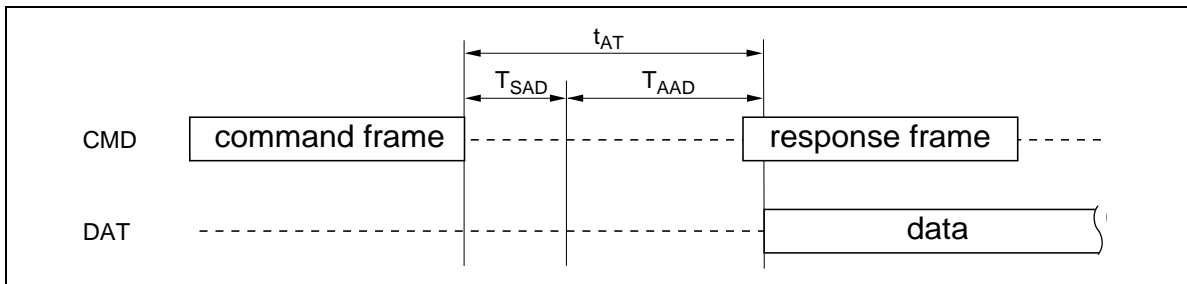 tAT
TSAD TAAD
CMD command frame response frame
DAT data